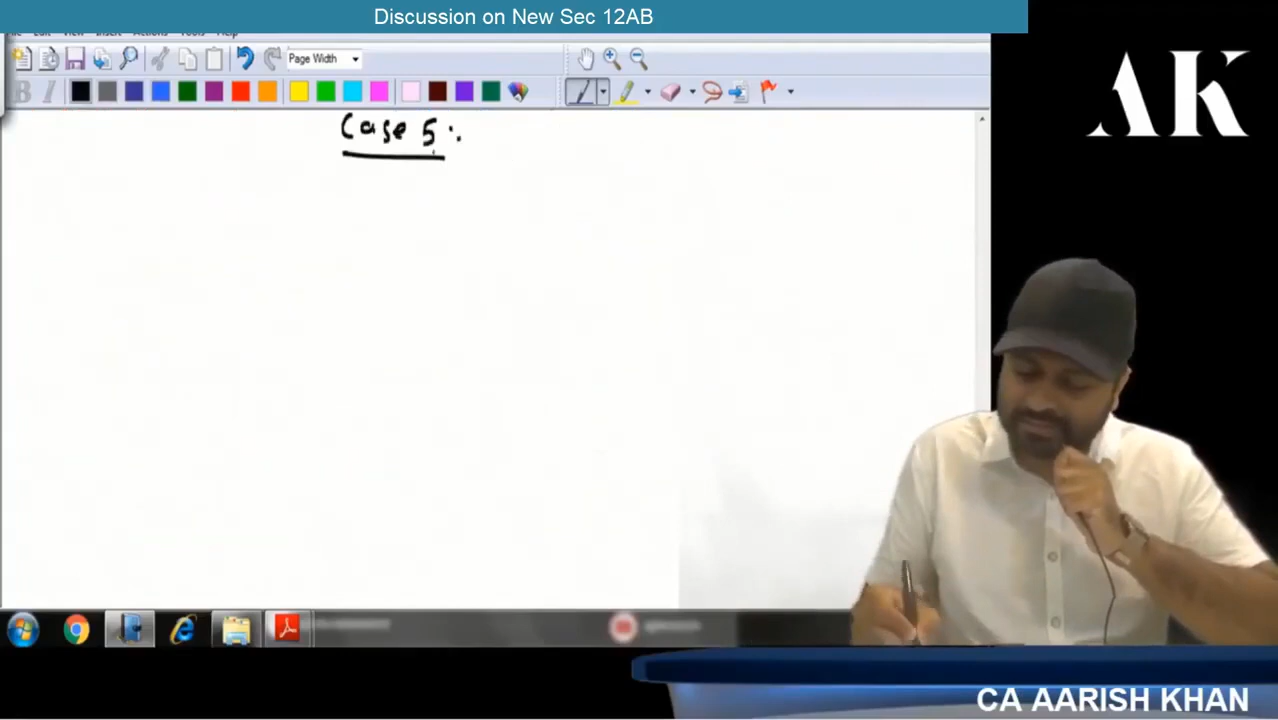 Discussion on New Sec 12AB
Page Width
B I
AK
Case 5:
CA AARISH KHAN